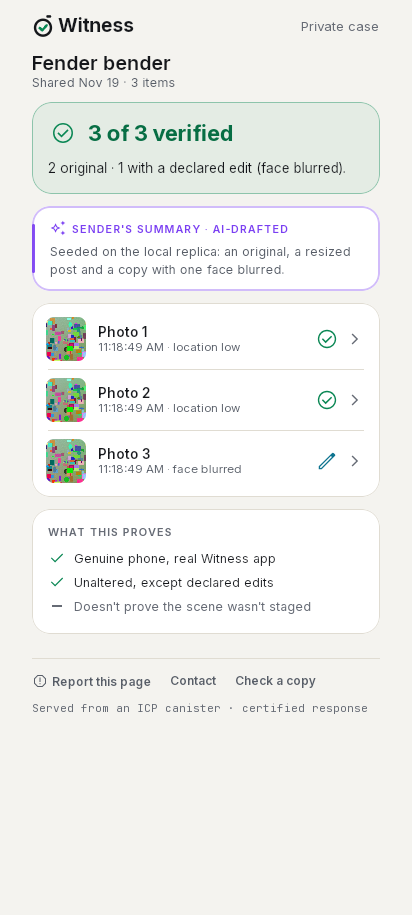 Witness
Private case
Fender bender
Shared Nov 19 · 3 items
3 of 3 verified
2 original · 1 with a declared edit (face blurred).
SENDER'S SUMMARY · AI-DRAFTED
Seeded on the local replica: an original, a resized
post and a copy with one face blurred.
Photo 1
11:18:49 AM · location low
Photo 2
11:18:49 AM · location low
Photo 3
11:18:49 AM · face blurred
WHAT THIS PROVES
Genuine phone, real Witness app
Unaltered, except declared edits
Doesn't prove the scene wasn't staged
Report this page
Contact
Check a copy
Served from an ICP canister · certified response